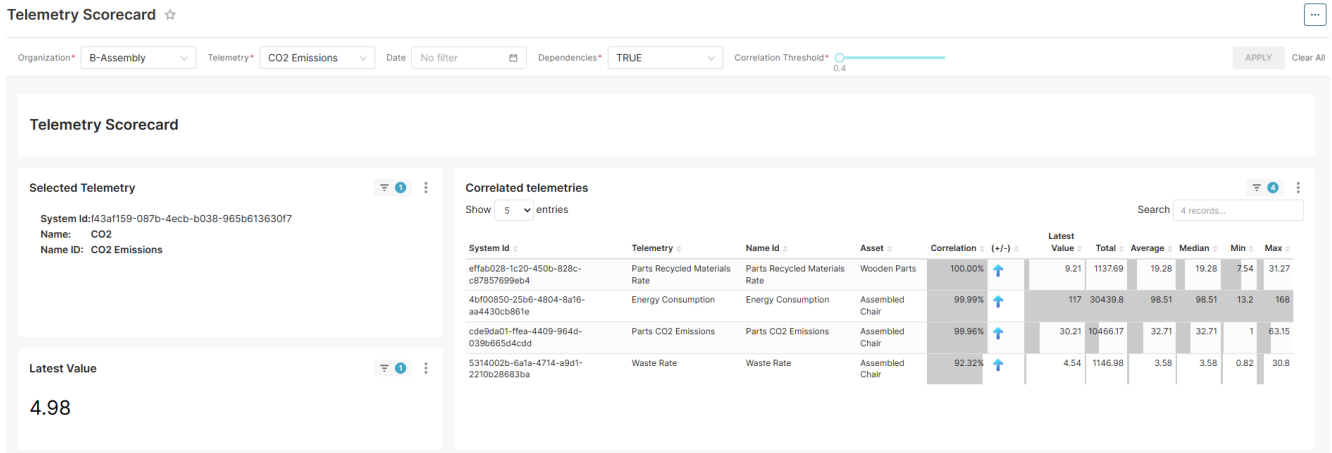 Telemetry Scorecard
...
Organization* B-Assembly Telemetry* CO2 Emissions Date No filter Dependencies* TRUE Correlation Threshold* 0.4 APPLY Clear All
Telemetry Scorecard
Selected Telemetry 1
System Id:f43af159-087b-4ecb-b038-965b613630f7
Name: CO2
Name ID: CO2 Emissions
Latest Value 1
4.98
Correlated telemetries 4
Show 5 entries Search 4 records...
System Id Telemetry Name Id Asset Correlation (+/-) Latest Value Total Average Median Min Max
effab028-1c20-450b-828c-c87857699eb4 Parts Recycled Materials Rate Parts Recycled Materials Rate Wooden Parts 100.00% 9.21 1137.69 19.28 19.28 7.54 31.27
4bf00850-25b6-4804-8a16-aa4430cb861e Energy Consumption Energy Consumption Assembled Chair 99.99% 117 30439.8 98.51 98.51 13.2 168
cde9da01-ffea-4409-964d-039b665d4cdd Parts CO2 Emissions Parts CO2 Emissions Assembled Chair 99.96% 30.21 10466.17 32.71 32.71 1 63.15
5314002b-6a1a-4714-a9d1-2210b28683ba Waste Rate Waste Rate Assembled Chair 92.32% 4.54 1146.98 3.58 3.58 0.82 30.8